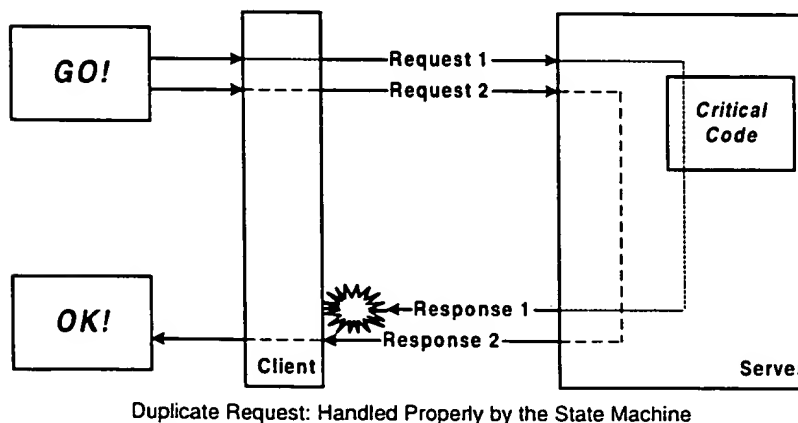 GO!
Request 1
Request 2
Critical
Code
OK!
Response 1
Response 2
Client
Serve
Duplicate Request: Handled Properly by the State Machine